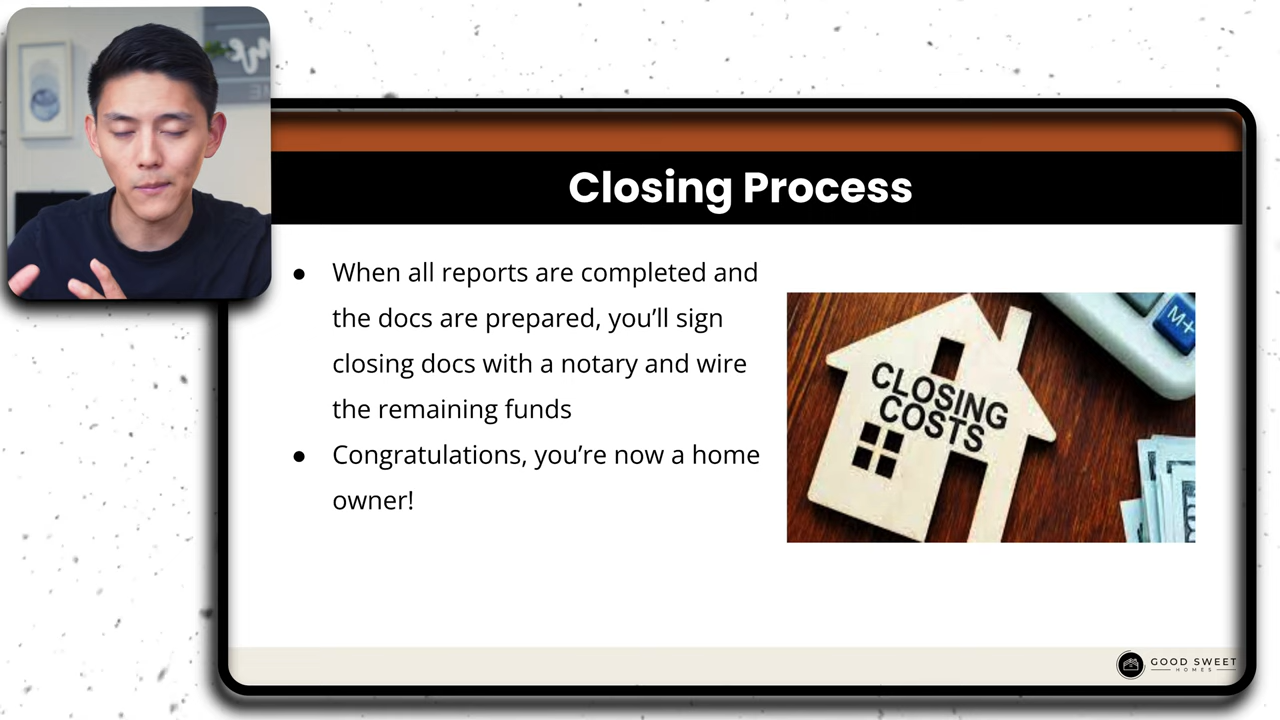 Closing Process
● When all reports are completed and
the docs are prepared, you’ll sign
closing docs with a notary and wire
the remaining funds
● Congratulations, you’re now a home
owner!
CLOSING
COSTS
M+
GOOD SWEET
HOMES